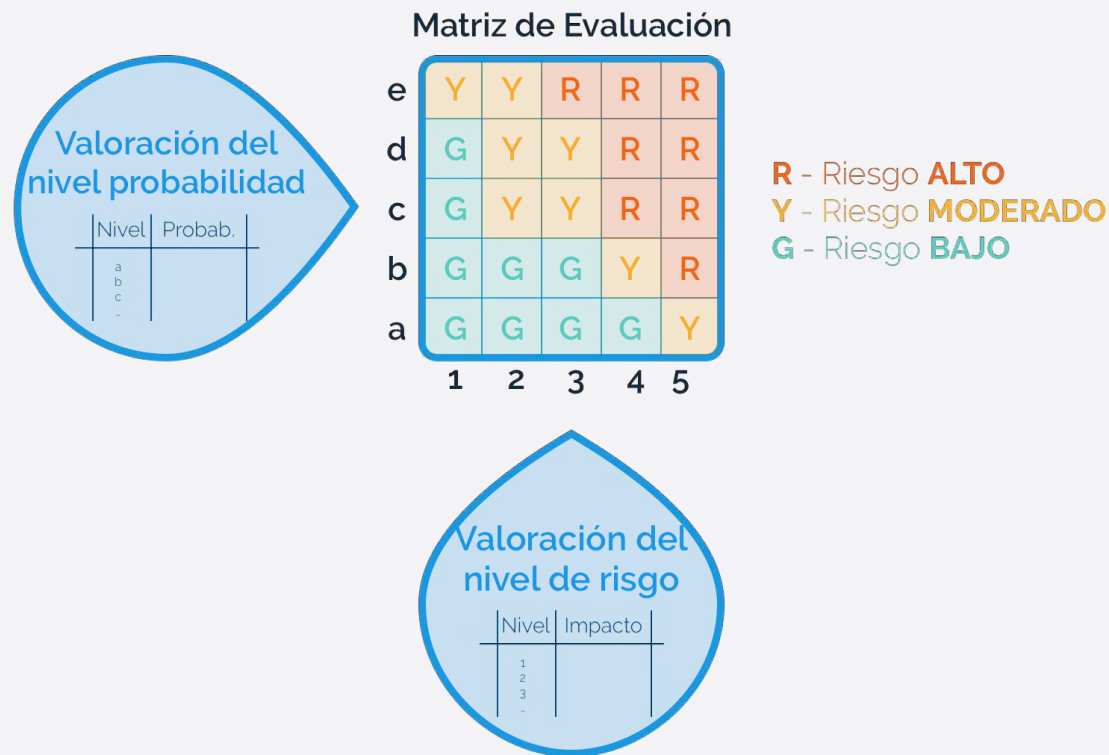 Matriz de Evaluación
e Y Y R R R
d G Y Y R R
c G Y Y R R
b G G G Y R
a G G G G Y
1 2 3 4 5
Valoración del
nivel probabilidad
Nivel Probab.
a
b
c
-
R - Riesgo ALTO
Y - Riesgo MODERADO
G - Riesgo BAJO
Valoración del
nivel de risgo
Nivel Impacto
1
2
3
-